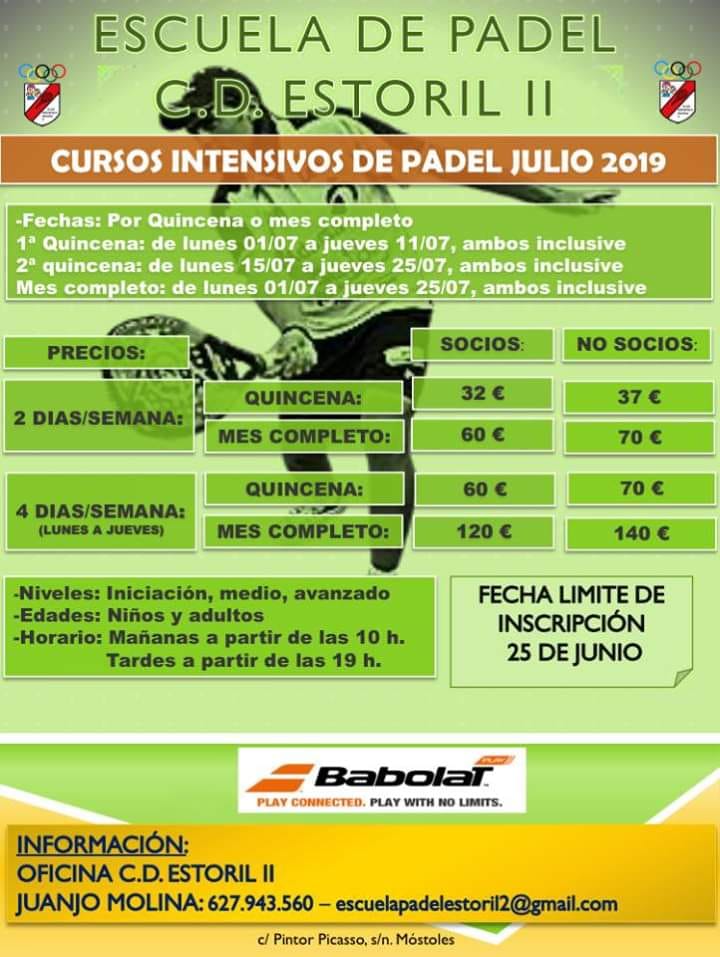 ESCUELA DE PADEL
C.D. ESTORIL II
CURSOS INTENSIVOS DE PADEL JULIO 2019
-Fechas: Por Quincena o mes completo
1ª Quincena: de lunes 01/07 a jueves 11/07, ambos inclusive
2ª quincena: de lunes 15/07 a jueves 25/07, ambos inclusive
Mes completo: de lunes 01/07 a jueves 25/07, ambos inclusive
PRECIOS:
SOCIOS:
NO SOCIOS:
2 DIAS/SEMANA:
QUINCENA:
32 €
37 €
MES COMPLETO:
60 €
70 €
4 DIAS/SEMANA:
(LUNES A JUEVES)
QUINCENA:
60 €
70 €
MES COMPLETO:
120 €
140 €
-Niveles: Iniciación, medio, avanzado
-Edades: Niños y adultos
-Horario: Mañanas a partir de las 10 h.
Tardes a partir de las 19 h.
FECHA LIMITE DE
INSCRIPCIÓN
25 DE JUNIO
PLAY
BabolaT
PLAY CONNECTED. PLAY WITH NO LIMITS.
INFORMACIÓN:
OFICINA C.D. ESTORIL II
JUANJO MOLINA: 627.943.560 – escuelapadelestoril2@gmail.com
c/ Pintor Picasso, s/n. Móstoles